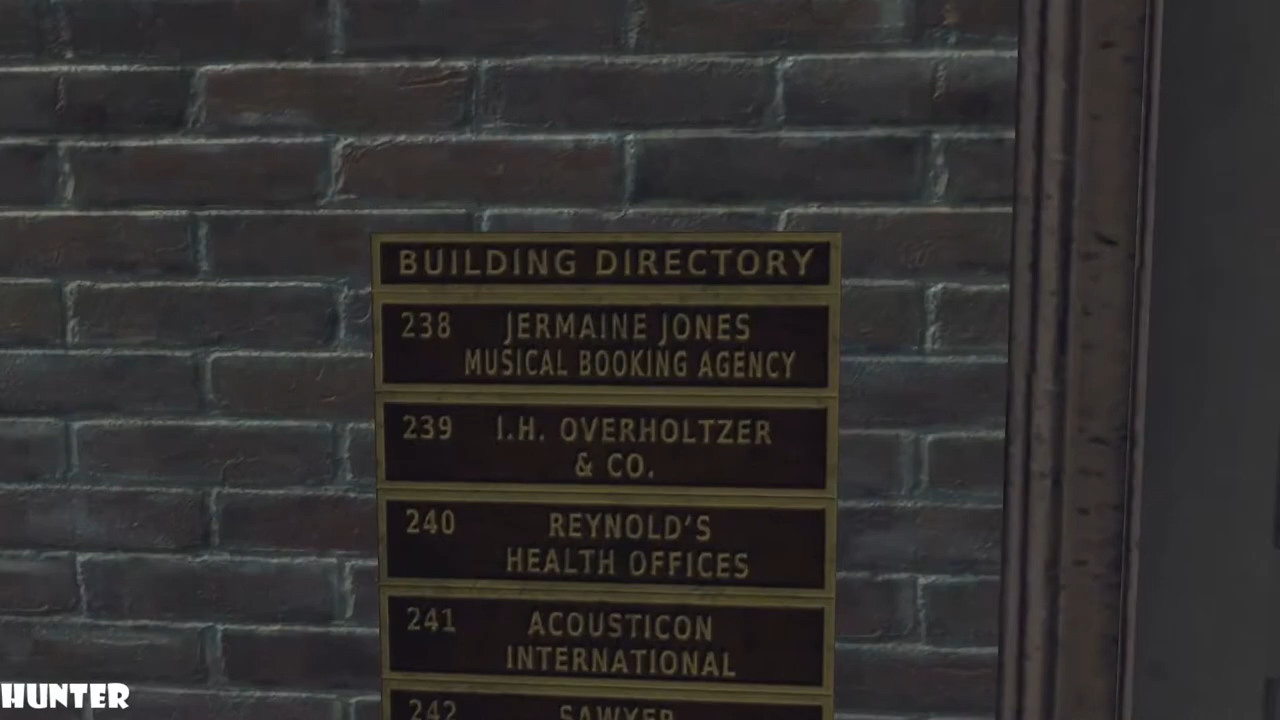 BUILDING DIRECTORY
238 JERMAINE JONES
MUSICAL BOOKING AGENCY
239 I.H. OVERHOLTZER
& CO.
240 REYNOLD'S
HEALTH OFFICES
241 ACOUSTICON
INTERNATIONAL
242 SAWYER
HUNTER